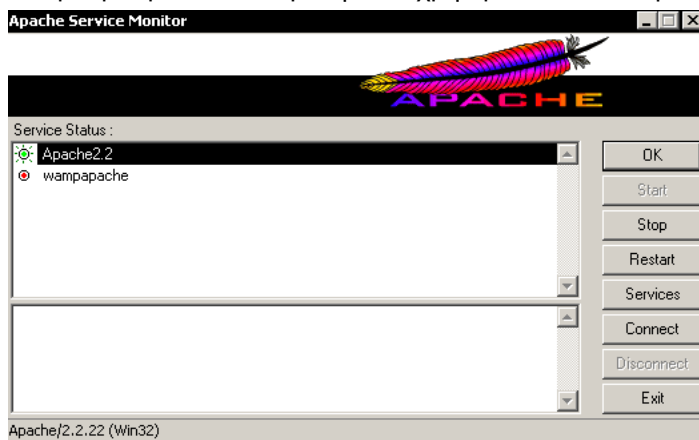 Apache Service Monitor
APACHE
Service Status :
Apache2.2
wampapache
OK
Start
Stop
Restart
Services
Connect
Disconnect
Exit
Apache/2.2.22 (Win32)